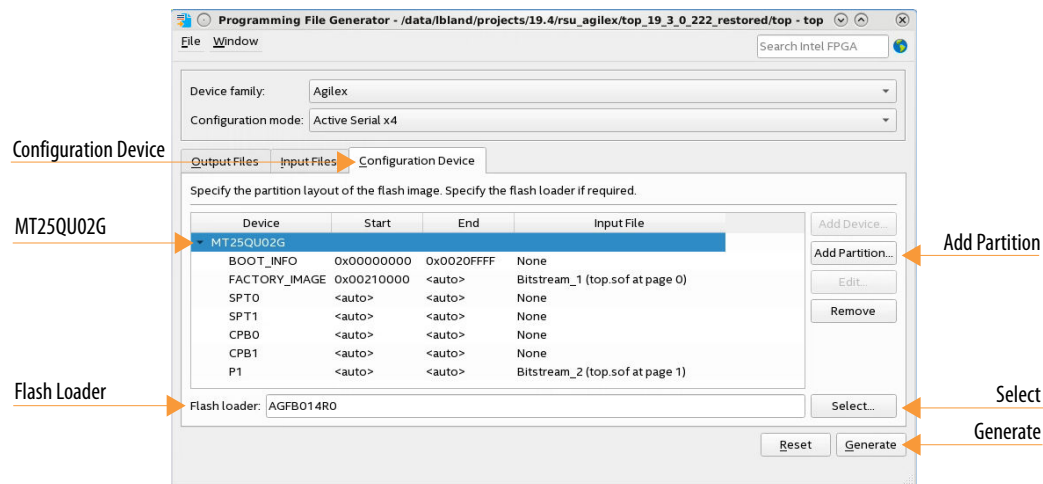 Programming File Generator - /data/lbland/projects/19.4/rsu_agilex/top_19_3_0_222_restored/top - top
File Window
Search Intel FPGA
Device family: Agilex
Configuration mode: Active Serial x4
Configuration Device
Output Files Input Files Configuration Device
Specify the partition layout of the flash image. Specify the flash loader if required.
Device Start End Input File
Add Device...
MT25QU02G
MT25QU02G
Add Partition
BOOT_INFO 0x00000000 0x0020FFFF None
Add Partition...
FACTORY_IMAGE 0x00210000 <auto> Bitstream_1 (top.sof at page 0)
Edit...
SPT0 <auto> <auto> None
SPT1 <auto> <auto> None
Remove
CPB0 <auto> <auto> None
CPB1 <auto> <auto> None
P1 <auto> <auto> Bitstream_2 (top.sof at page 1)
Flash Loader
Flash loader: AGFB014R0
Select...
Select
Generate
Reset Generate